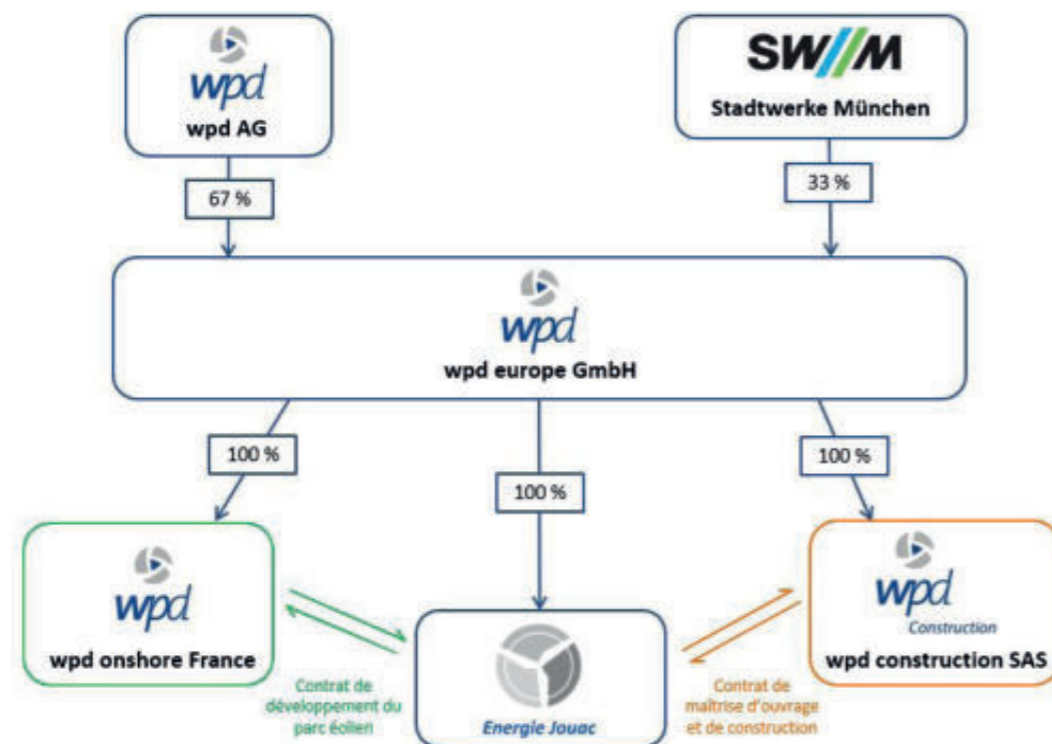 wpd
wpd AG
SW//M
Stadtwerke München
67 %
33 %
wpd
wpd europe GmbH
100 %
100 %
100 %
wpd
wpd onshore France
wpd
Construction
wpd construction SAS
Contrat de
développement du
parc éolien
Energie Jouac
Contrat de
maîtrise d'ouvrage
et de construction